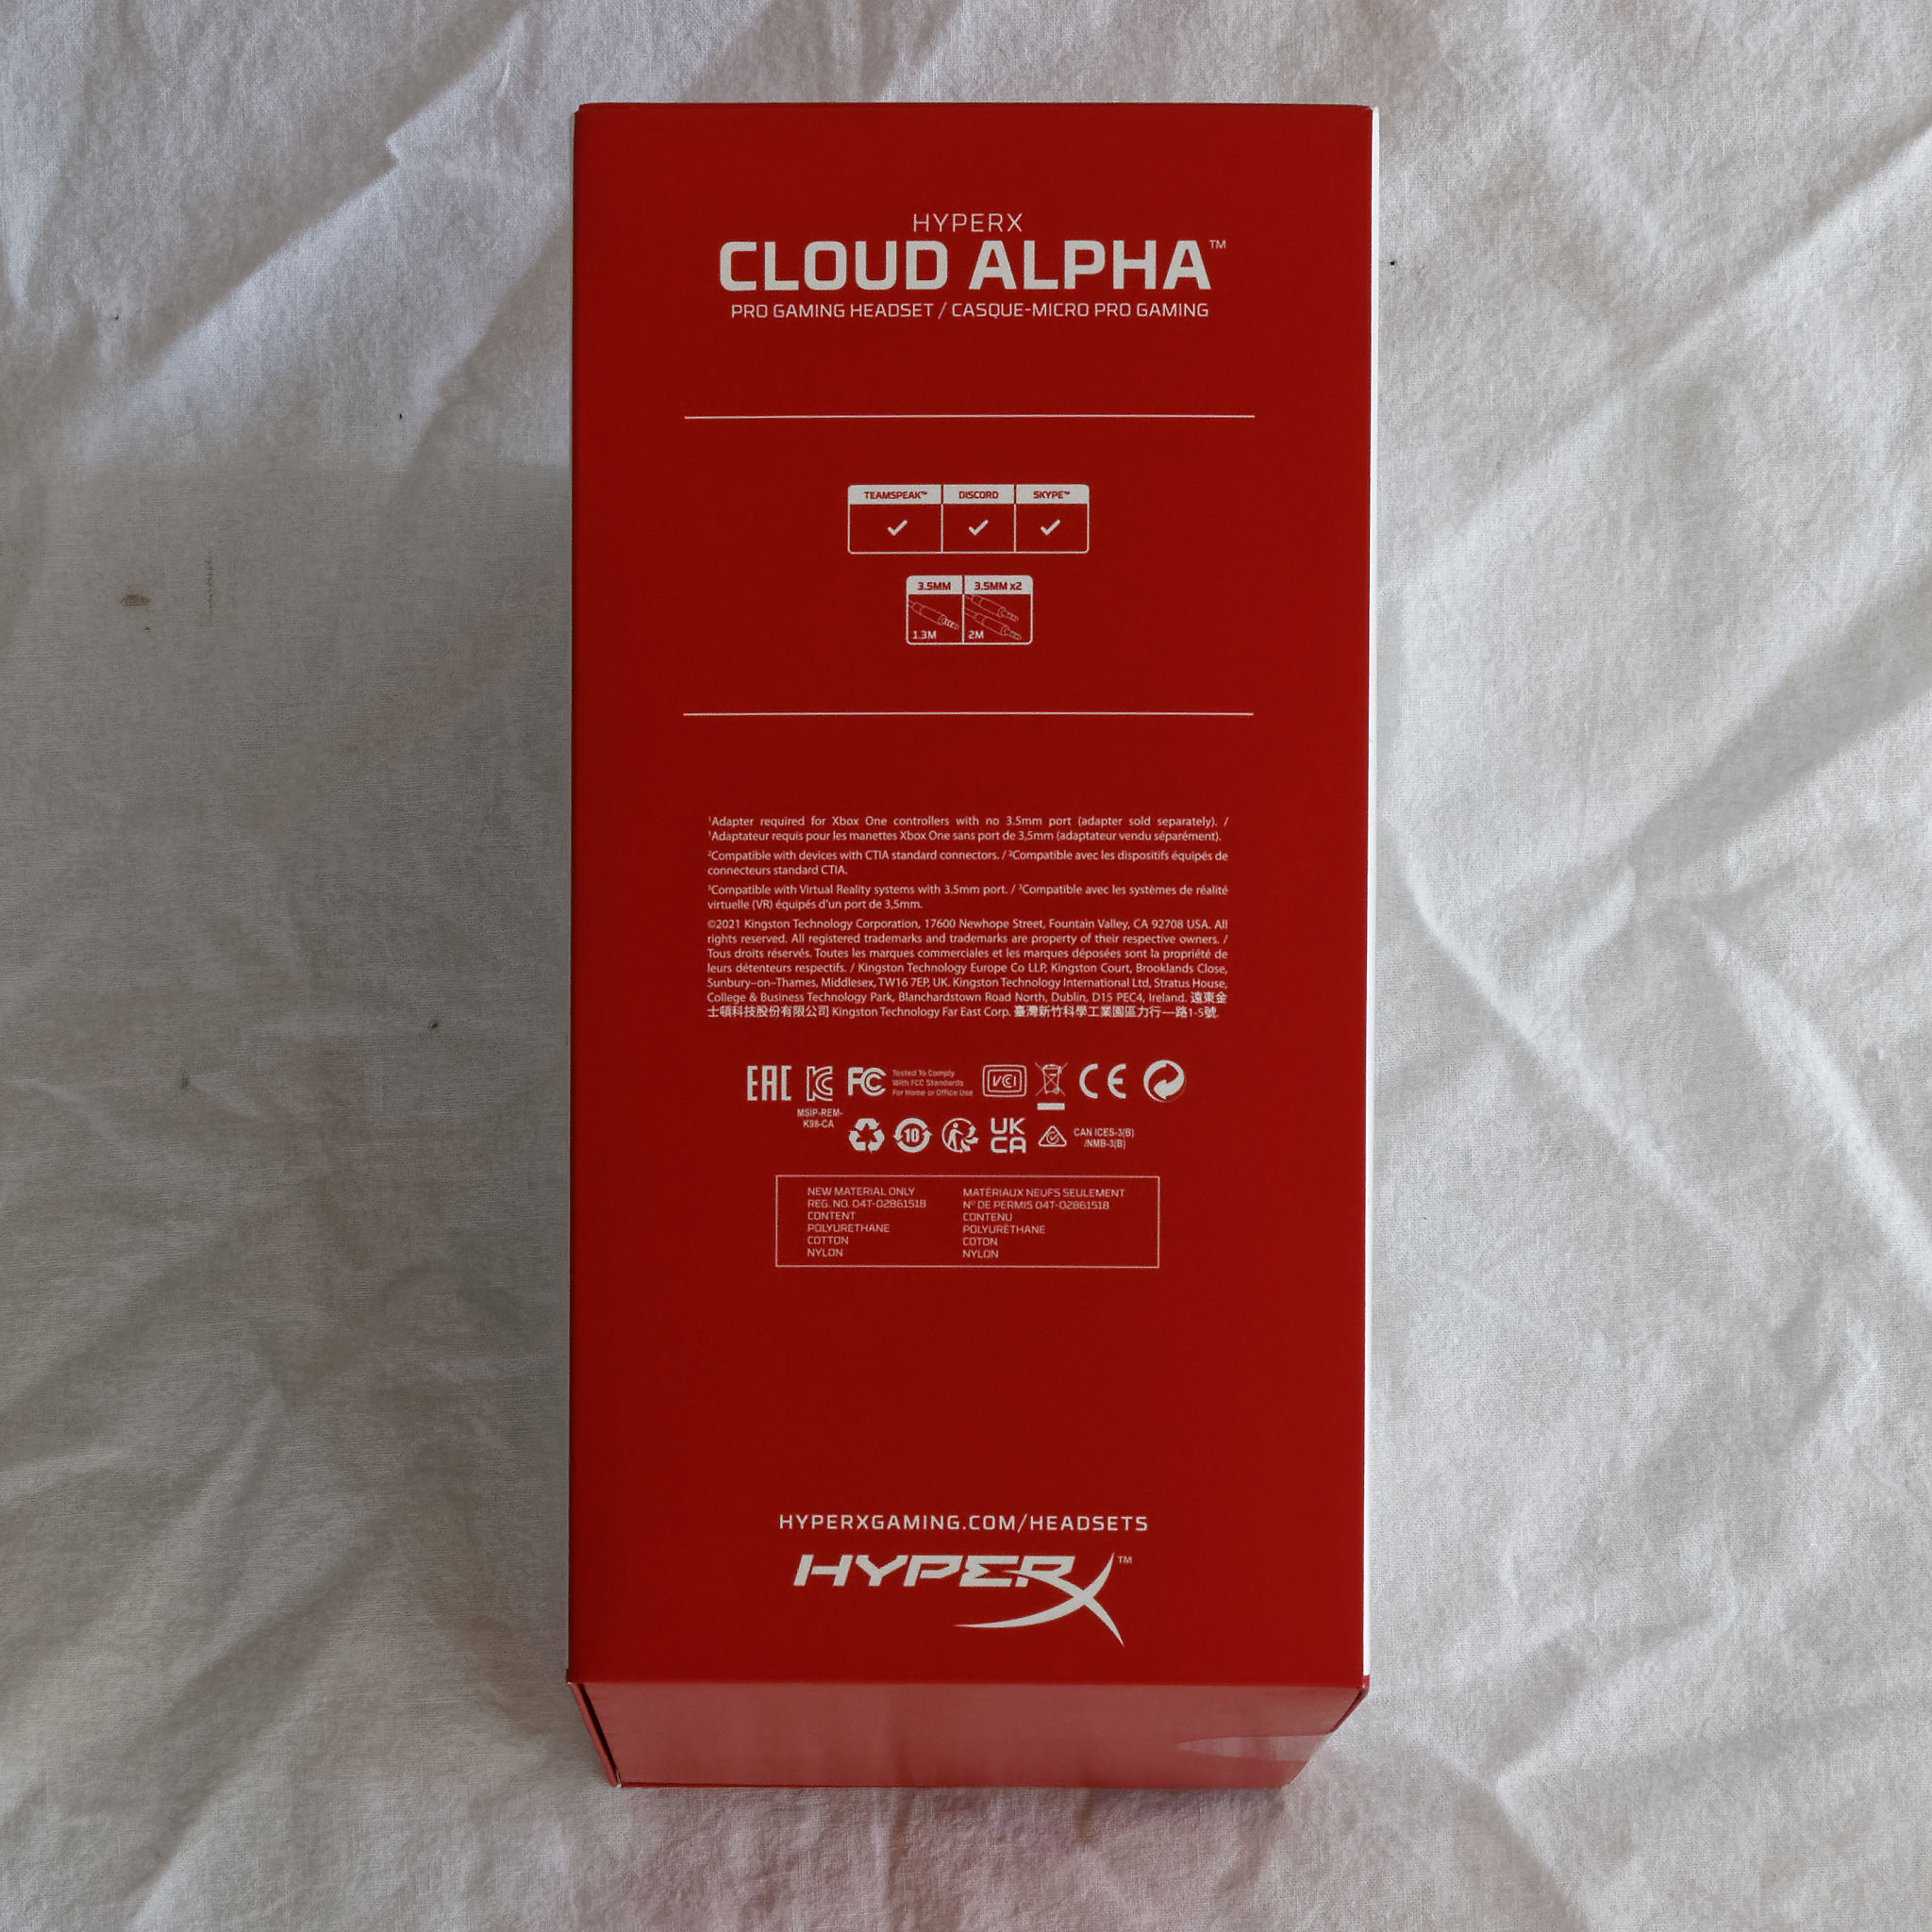 HYPERX
CLOUD ALPHA™
PRO GAMING HEADSET / CASQUE-MICRO PRO GAMING
TEAMSPEAK™ DISCORD SKYPE™
3.5MM 3.5MM x2
1.3M 2M
¹Adapter required for Xbox One controllers with no 3.5mm port (adapter sold separately). /
¹Adaptateur requis pour les manettes Xbox One sans port de 3,5mm (adaptateur vendu séparément).
²Compatible with devices with CTIA standard connectors. / ²Compatible avec les dispositifs équipés de
connecteurs standard CTIA.
³Compatible with Virtual Reality systems with 3.5mm port. / ³Compatible avec les systèmes de réalité
virtuelle (VR) équipés d'un port de 3,5mm.
©2021 Kingston Technology Corporation, 17600 Newhope Street, Fountain Valley, CA 92708 USA. All
rights reserved. All registered trademarks and trademarks are property of their respective owners. /
Tous droits réservés. Toutes les marques commerciales et les marques déposées sont la propriété de
leurs détenteurs respectifs. / Kingston Technology Europe Co LLP, Kingston Court, Brooklands Close,
Sunbury-on-Thames, Middlesex, TW16 7EP, UK. Kingston Technology International Ltd, Stratus House,
College & Business Technology Park, Blanchardstown Road North, Dublin, D15 PEC4, Ireland. 遠東金
士頓科技股份有限公司 Kingston Technology Far East Corp. 臺灣新竹科學工業園區力行一路1-5號.
EAC KC FC Tested To Comply
With FCC Standards
For Home or Office Use
VCI CE
MSIP-REM-
K98-CA
10 UK
CA
CAN ICES-3(B)
/NMB-3(B)
NEW MATERIAL ONLY
REG. NO. 04T-02861518
CONTENT
POLYURETHANE
COTTON
NYLON
MATÉRIAUX NEUFS SEULEMENT
Nº DE PERMIS 04T-02861518
CONTENU
POLYURÉTHANE
COTON
NYLON
HYPERXGAMING.COM/HEADSETS
HYPERX™